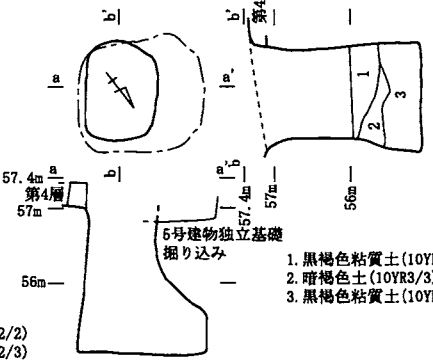 b'
b'
第4
a
a'
1
2
3
b
b
57.4m
57m
56m
57.4m
a
a'
第4層
57m
5号建物独立基礎
掘り込み
56m
1. 黒褐色粘質土(10Y
2. 暗褐色土(10YR3/3)
3. 黒褐色粘質土(10Y
2/2)
2/3)